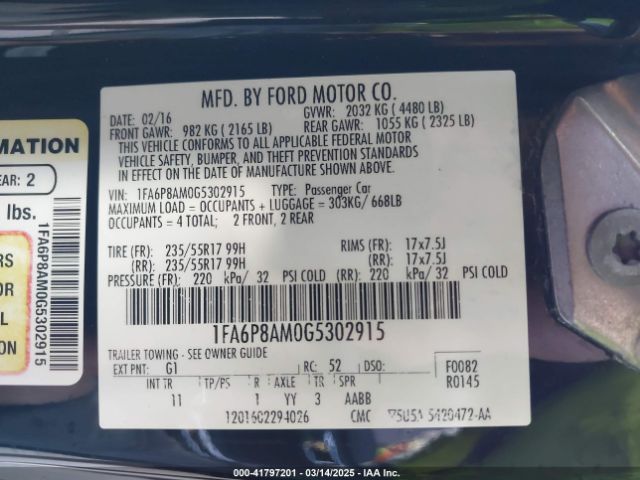 MFD. BY FORD MOTOR CO.
DATE: 02/16 GVWR: 2032 KG ( 4480 LB)
FRONT GAWR: 982 KG ( 2165 LB) REAR GAWR: 1055 KG ( 2325 LB)
THIS VEHICLE CONFORMS TO ALL APPLICABLE FEDERAL MOTOR
VEHICLE SAFETY, BUMPER, AND THEFT PREVENTION STANDARDS
IN EFFECT ON THE DATE OF MANUFACTURE SHOWN ABOVE.
VIN: 1FA6P8AM0G5302915 TYPE: Passenger Car
MAXIMUM LOAD = OCCUPANTS + LUGGAGE = 303KG/ 668LB
OCCUPANTS = 4 TOTAL; 2 FRONT, 2 REAR
TIRE (FR): 235/55R17 99H RIMS (FR): 17x7.5J
(RR): 235/55R17 99H (RR): 17x7.5J
PRESSURE (FR): 220 kPa/ 32 PSI COLD (RR): 220 kPa/ 32 PSI COLD
1FA6P8AM0G5302915
TRAILER TOWING - SEE OWNER GUIDE
EXT PNT: G1 RC: 52 DSO: F0082
R0145
INT TR TP/PS R AXLE TR SPR
11 1 YY 3 AABB
1201602294026 CMC
MATION
EAR: 2
lbs.
RS
OR
L
ION
1FA6P8AM0G5302915
000-41797201 - 03/14/2025 - IAA Inc.